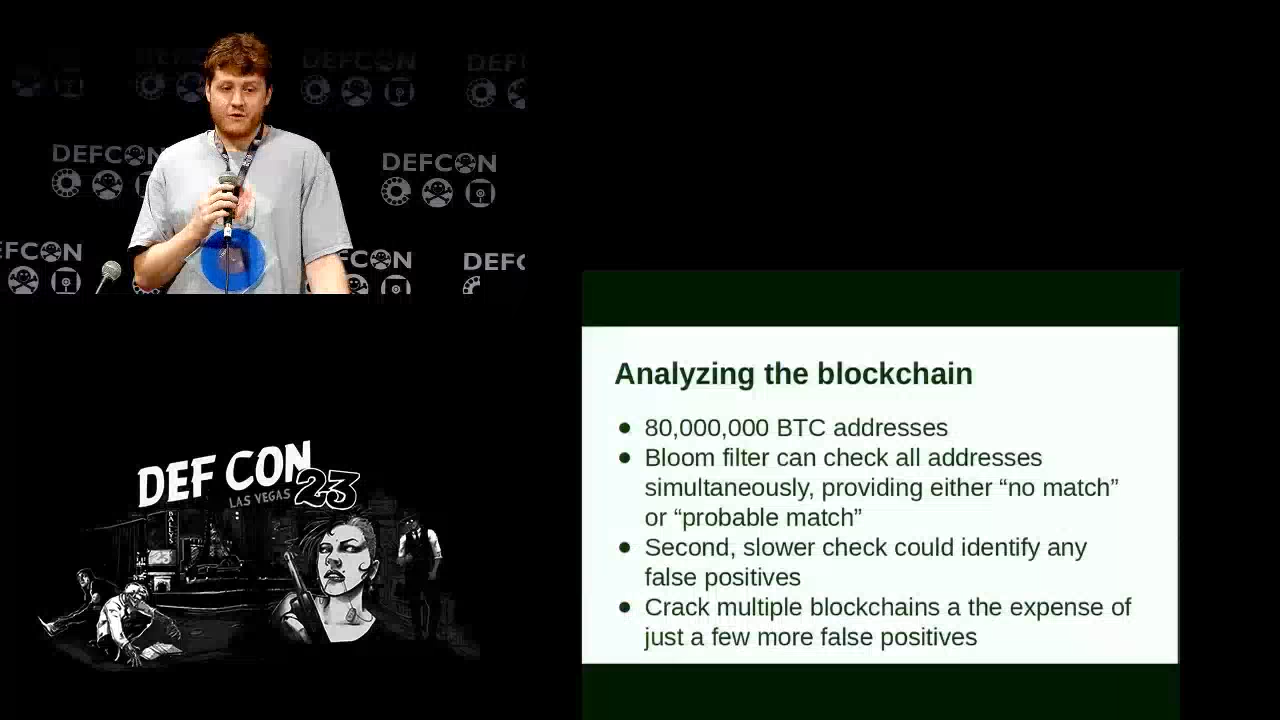 DEFCON
DEFCON
DEFCON
DEFCON
DEF CON 23
LAS VEGAS
BALLYS
Analyzing the blockchain
● 80,000,000 BTC addresses
● Bloom filter can check all addresses
simultaneously, providing either “no match”
or “probable match”
● Second, slower check could identify any
false positives
● Crack multiple blockchains a the expense of
just a few more false positives